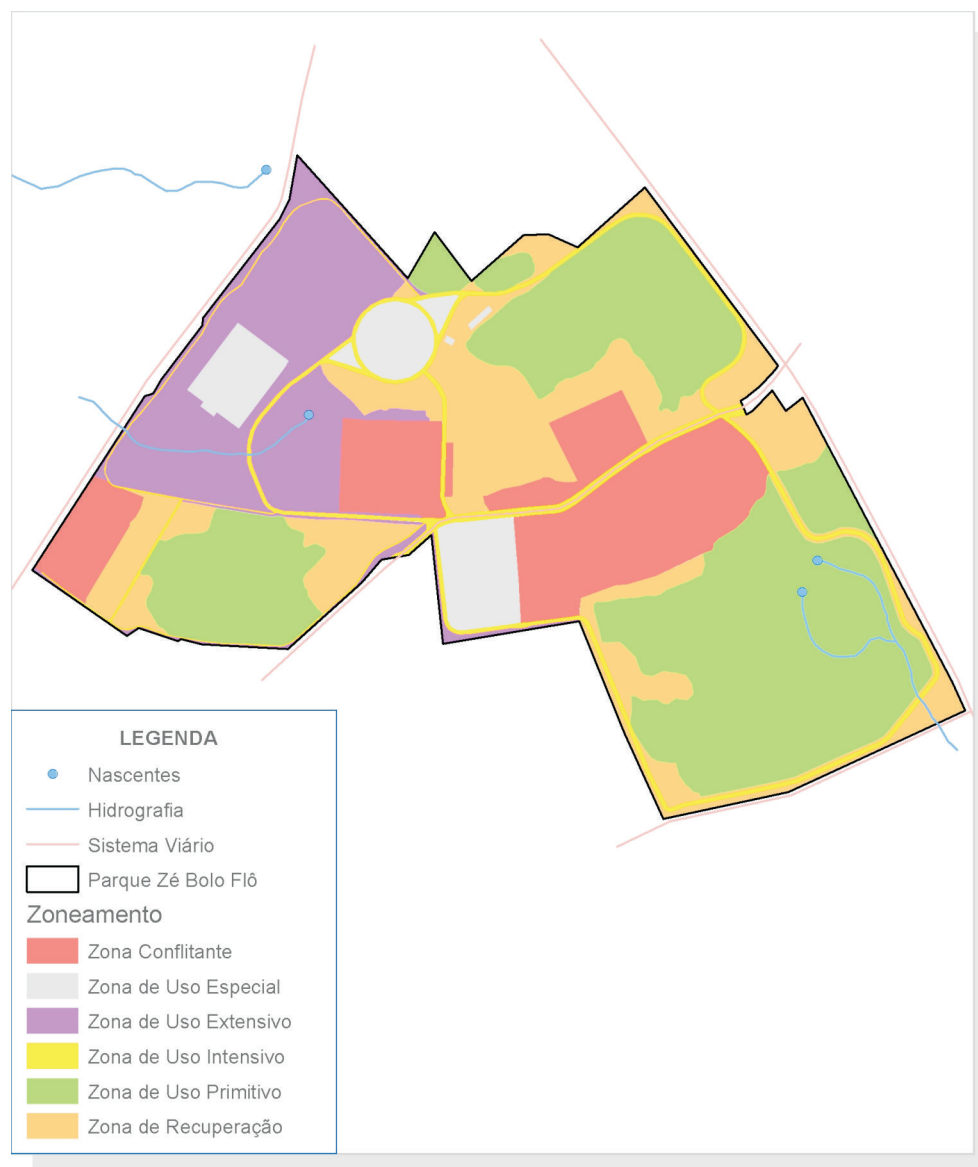 LEGENDA
Nascentes
Hidrografia
Sistema Viário
Parque Zé Bolo Flô
Zoneamento
Zona Conflitante
Zona de Uso Especial
Zona de Uso Extensivo
Zona de Uso Intensivo
Zona de Uso Primitivo
Zona de Recuperação